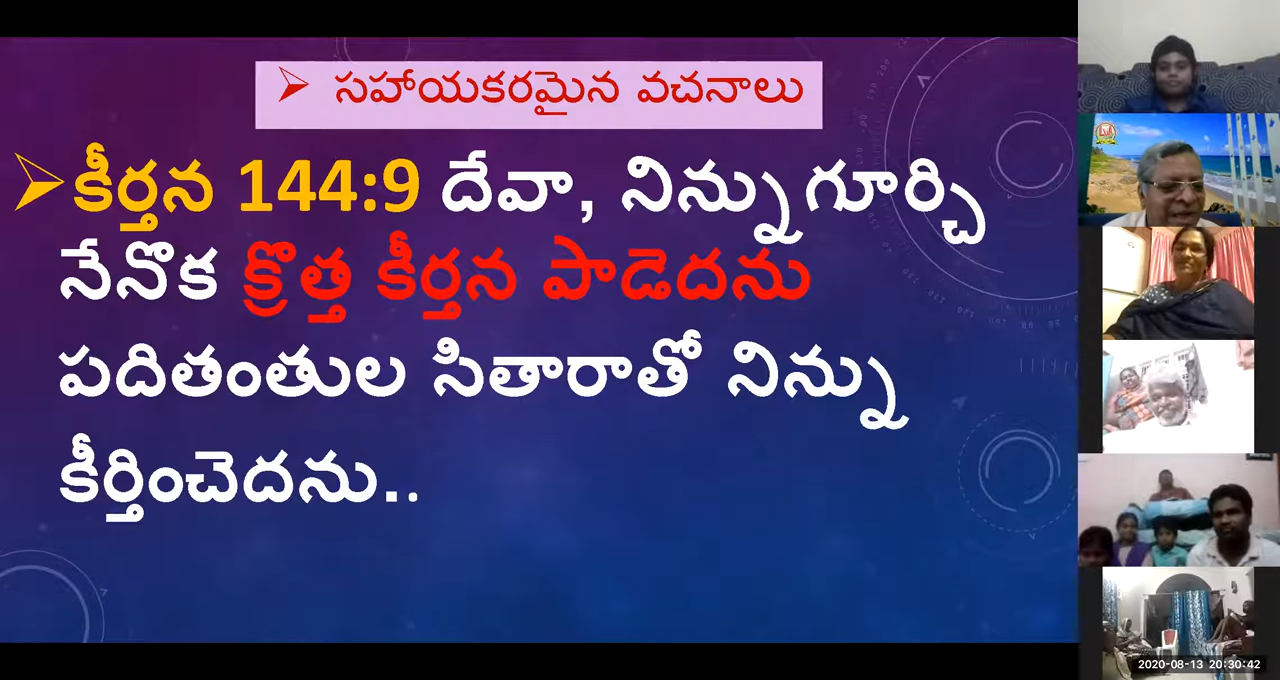 ➢ సహాయకరమైన వచనాలు
➢కీర్తన 144:9 దేవా, నిన్నుగూర్చి
నేనొక క్రొత్త కీర్తన పాడెదను
పదితంతుల సితారాతో నిన్ను
కీర్తించెదను..
2020-08-13 20:30:42